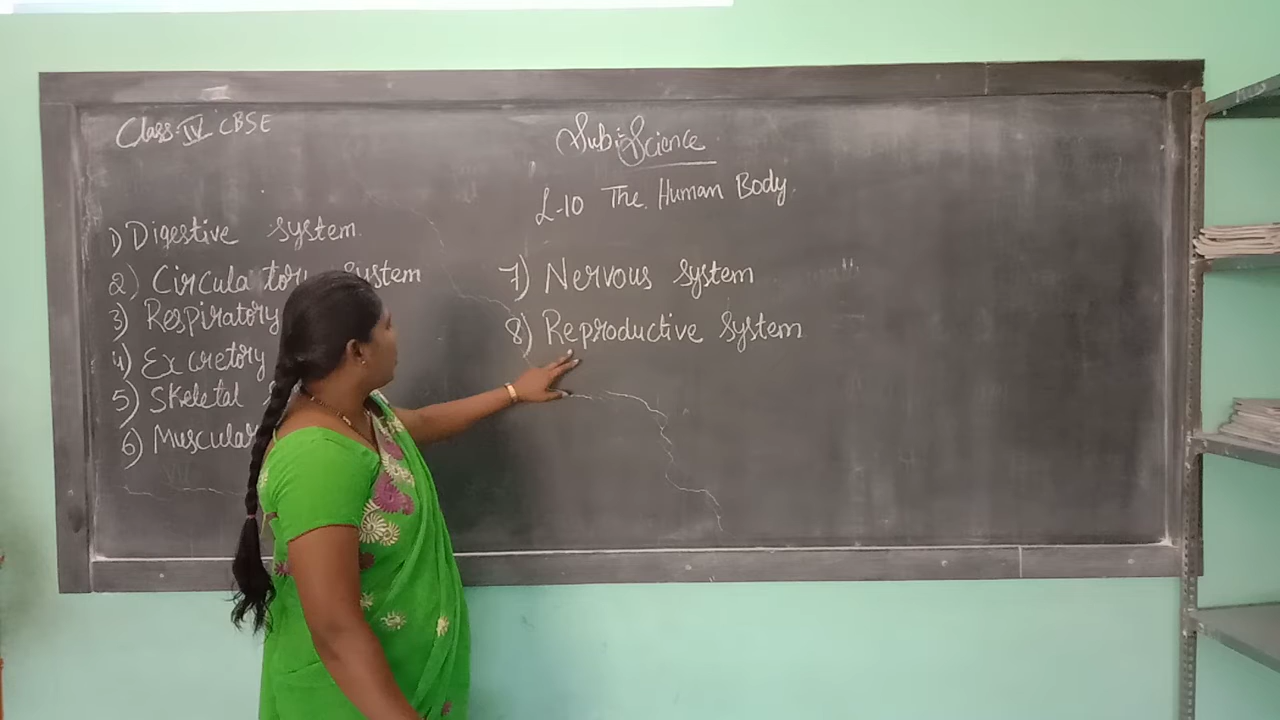 Class:- IV CBSE
Sub:- Science
L-10 The Human Body.
1) Digestive System
2) Circulatory System
3) Respiratory
4) Excretory
5) Skeletal
6) Muscular
7) Nervous System
8) Reproductive System